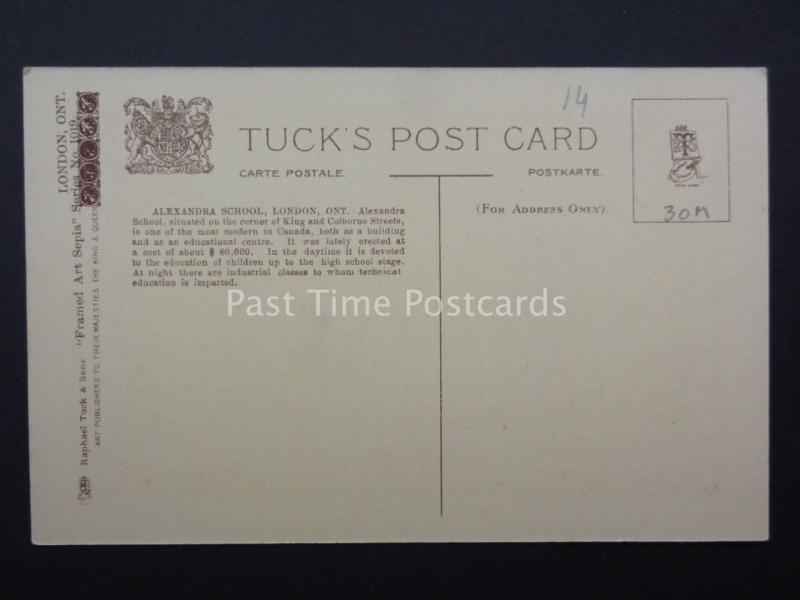 LONDON, ONT.
Raphael Tuck & Sons "Framed Art Sepia" Series No. 1019
ART PUBLISHERS TO THEIR MAJESTIES THE KING & QUEEN
14
TUCK'S POST CARD
CARTE POSTALE.
POSTKARTE.
(FOR ADDRESS ONLY)
30M
ALEXANDRA SCHOOL, LONDON, ONT. Alexandra
School, situated on the corner of King and Colborne Streets,
is one of the most modern in Canada, both as a building
and as an educational centre. It was lately erected at
a cost of about $ 60,000. In the daytime it is devoted
to the education of children up to the high school stage.
At night there are industrial classes to whom technical
education is imparted.
Past Time Postcards